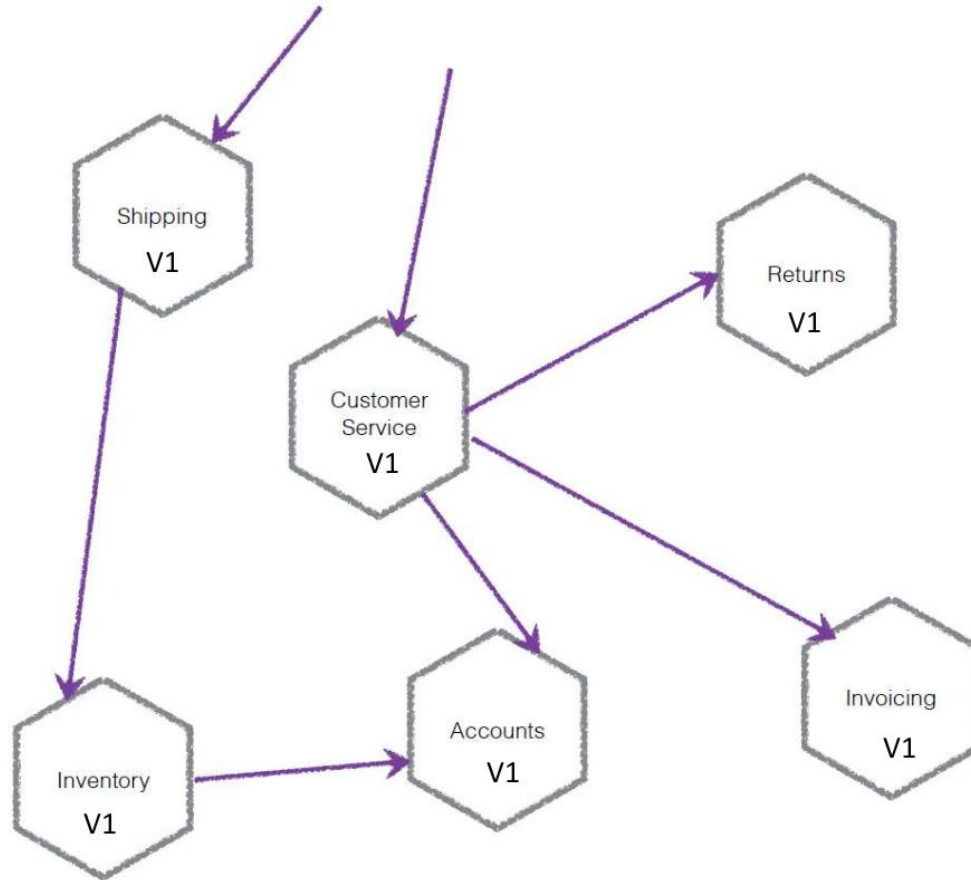 Shipping
V1
Returns
V1
Customer
Service
V1
Invoicing
V1
Accounts
V1
Inventory
V1